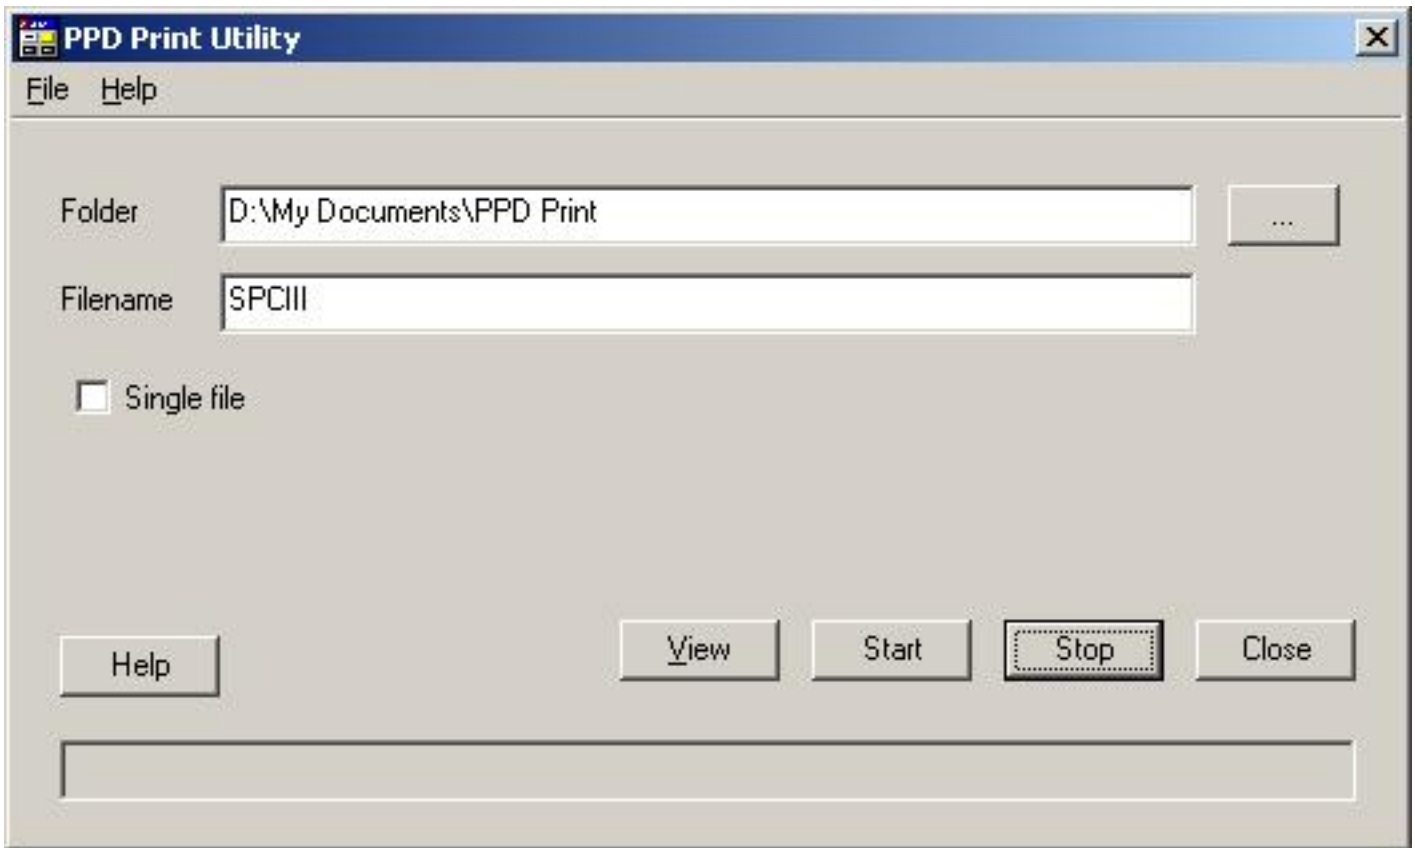 PPD Print Utility
File Help
Folder D:\My Documents\PPD Print ...
Filename SPCIII
Single file
Help View Start Stop Close